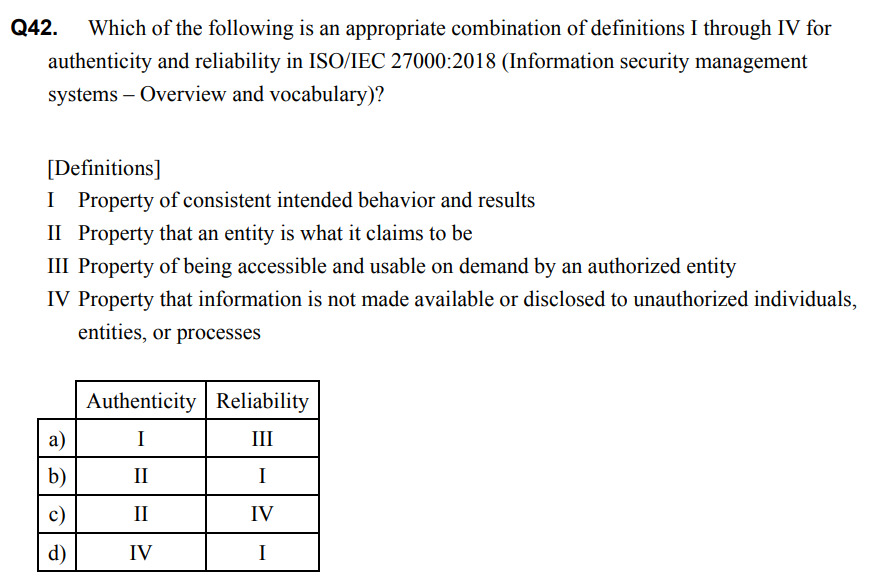 Q42. Which of the following is an appropriate combination of definitions I through IV for
authenticity and reliability in ISO/IEC 27000:2018 (Information security management
systems – Overview and vocabulary)?
[Definitions]
I Property of consistent intended behavior and results
II Property that an entity is what it claims to be
III Property of being accessible and usable on demand by an authorized entity
IV Property that information is not made available or disclosed to unauthorized individuals,
entities, or processes
Authenticity Reliability
a) I III
b) II I
c) II IV
d) IV I